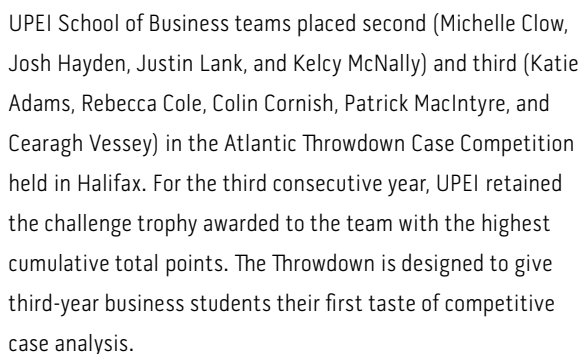 UPEI School of Business teams placed second (Michelle Clow,
Josh Hayden, Justin Lank, and Kelcy McNally) and third (Katie
Adams, Rebecca Cole, Colin Cornish, Patrick MacIntyre, and
Cearagh Vessey) in the Atlantic Throwdown Case Competition
held in Halifax. For the third consecutive year, UPEI retained
the challenge trophy awarded to the team with the highest
cumulative total points. The Throwdown is designed to give
third-year business students their first taste of competitive
case analysis.